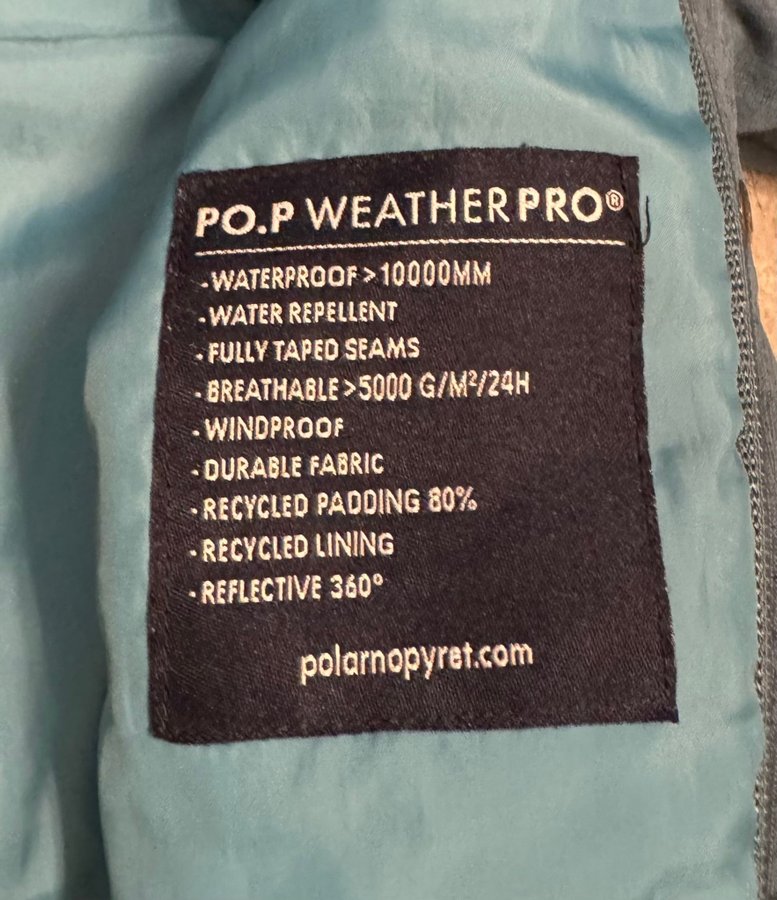 PO.P WEATHERPRO®
-WATERPROOF >10000MM
-WATER REPELLENT
-FULLY TAPED SEAMS
-BREATHABLE >5000 G/M²/24H
-WINDPROOF
-DURABLE FABRIC
-RECYCLED PADDING 80%
-RECYCLED LINING
-REFLECTIVE 360°
polarnopyret.com